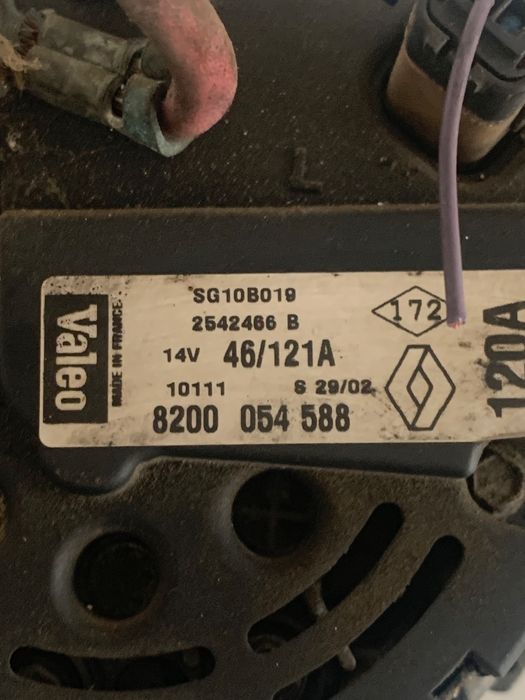 L
Valeo
MADE IN FRANCE
SG10B019
2542466 B
14V 46/121A
10111 S 29/02
8200 054 588
172
120A